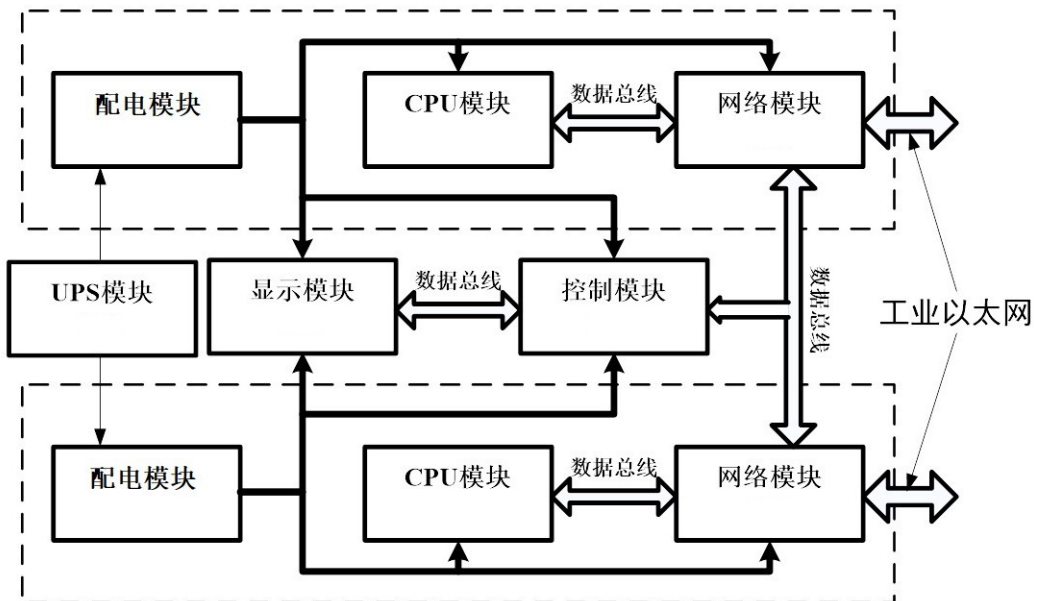 配电模块
CPU模块
数据总线
网络模块
UPS模块
显示模块
数据总线
控制模块
数据总线
工业以太网
配电模块
CPU模块
数据总线
网络模块